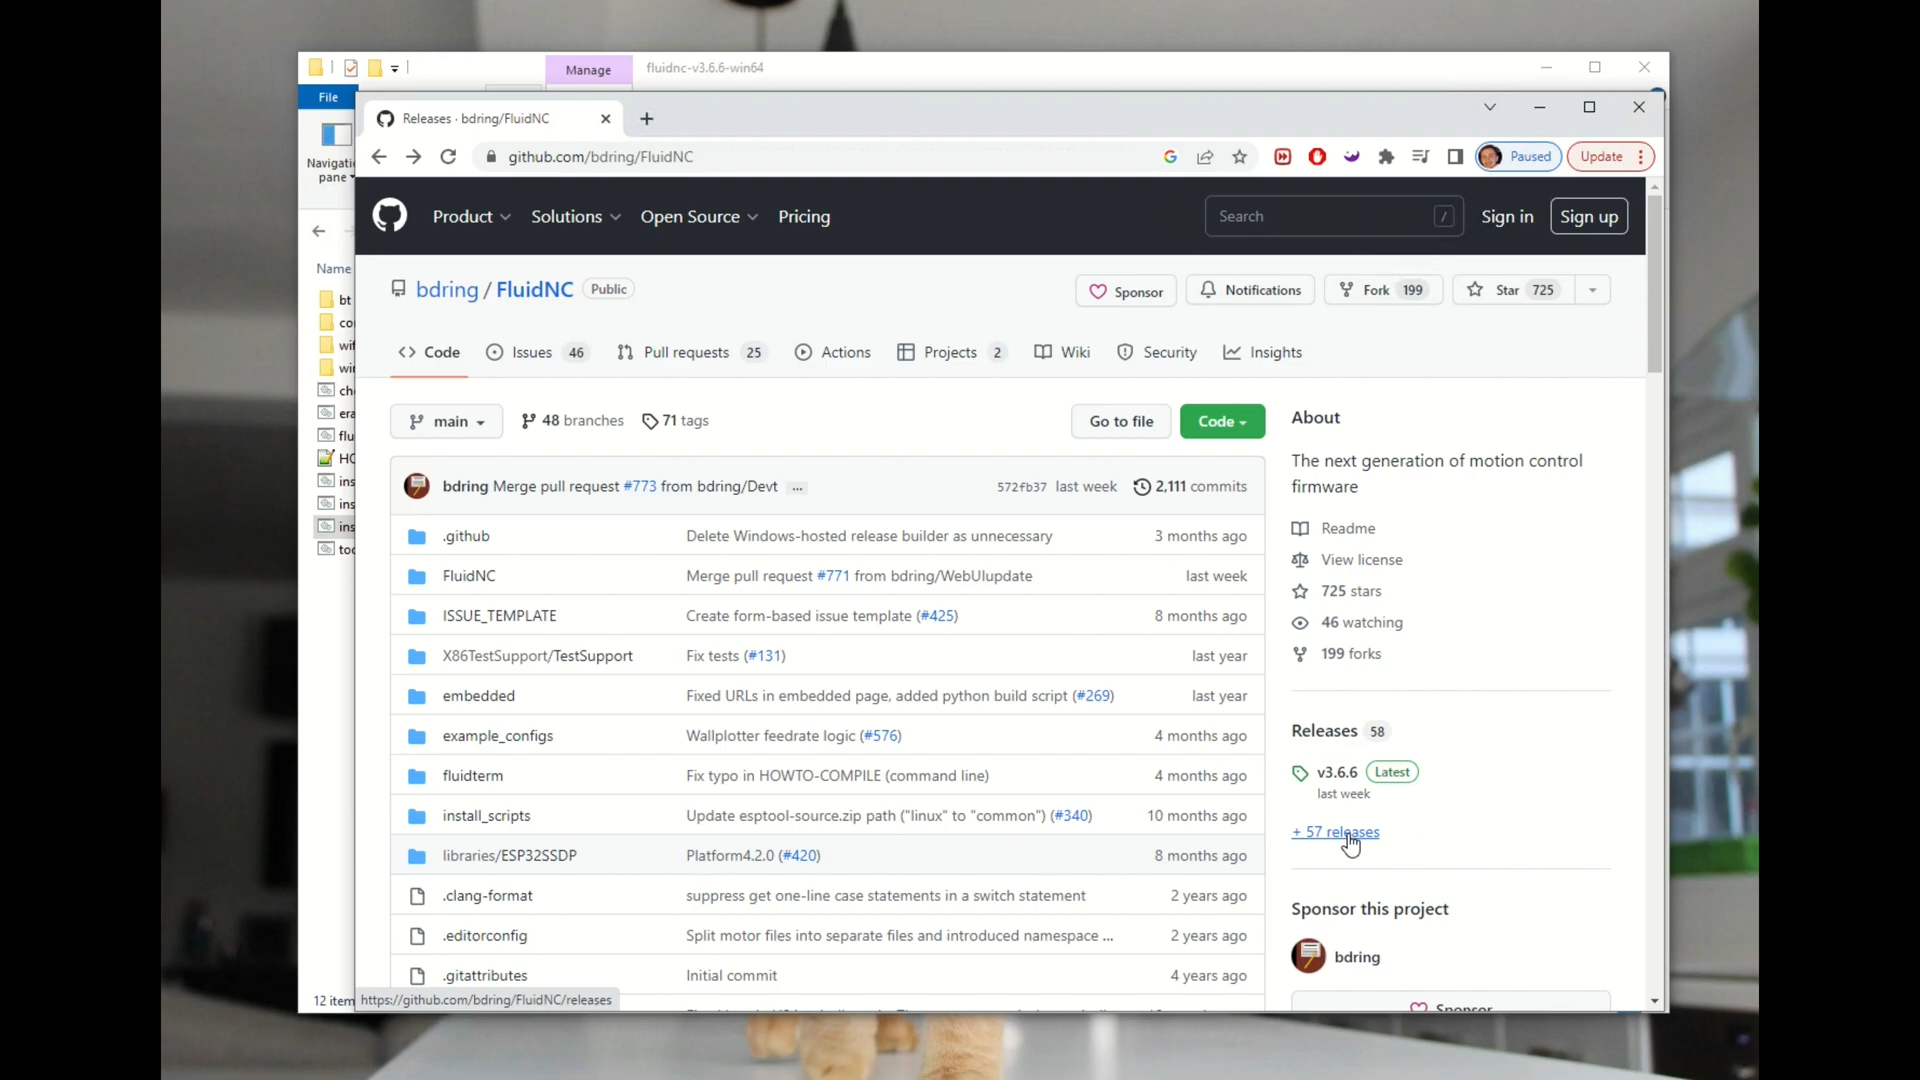 Manage
fluidnc-v3.6.6-win64
File
Releases · bdring/FluidNC
github.com/bdring/FluidNC
Paused
Update
pane
Product
Solutions
Open Source
Pricing
Search
/
Sign in
Sign up
Name
bdring / FluidNC
Public
Sponsor
Notifications
Fork 199
Star 725
Code
Issues 46
Pull requests 25
Actions
Projects 2
Wiki
Security
Insights
main
48 branches
71 tags
Go to file
Code
About
The next generation of motion control
firmware
bdring Merge pull request #773 from bdring/Devt ...
572fb37 last week
2,111 commits
Readme
View license
725 stars
46 watching
199 forks
.github Delete Windows-hosted release builder as unnecessary 3 months ago
FluidNC Merge pull request #771 from bdring/WebUIupdate last week
ISSUE_TEMPLATE Create form-based issue template (#425) 8 months ago
X86TestSupport/TestSupport Fix tests (#131) last year
embedded Fixed URLs in embedded page, added python build script (#269) last year
example_configs Wallplotter feedrate logic (#576) 4 months ago
fluidterm Fix typo in HOWTO-COMPILE (command line) 4 months ago
install_scripts Update esptool-source.zip path ("linux" to "common") (#340) 10 months ago
libraries/ESP32SSDP Platform4.2.0 (#420) 8 months ago
.clang-format suppress get one-line case statements in a switch statement 2 years ago
.editorconfig Split motor files into separate files and introduced namespace ... 2 years ago
.gitattributes Initial commit 4 years ago
Releases 58
v3.6.6 Latest
last week
+ 57 releases
Sponsor this project
bdring
Sponsor
https://github.com/bdring/FluidNC/releases